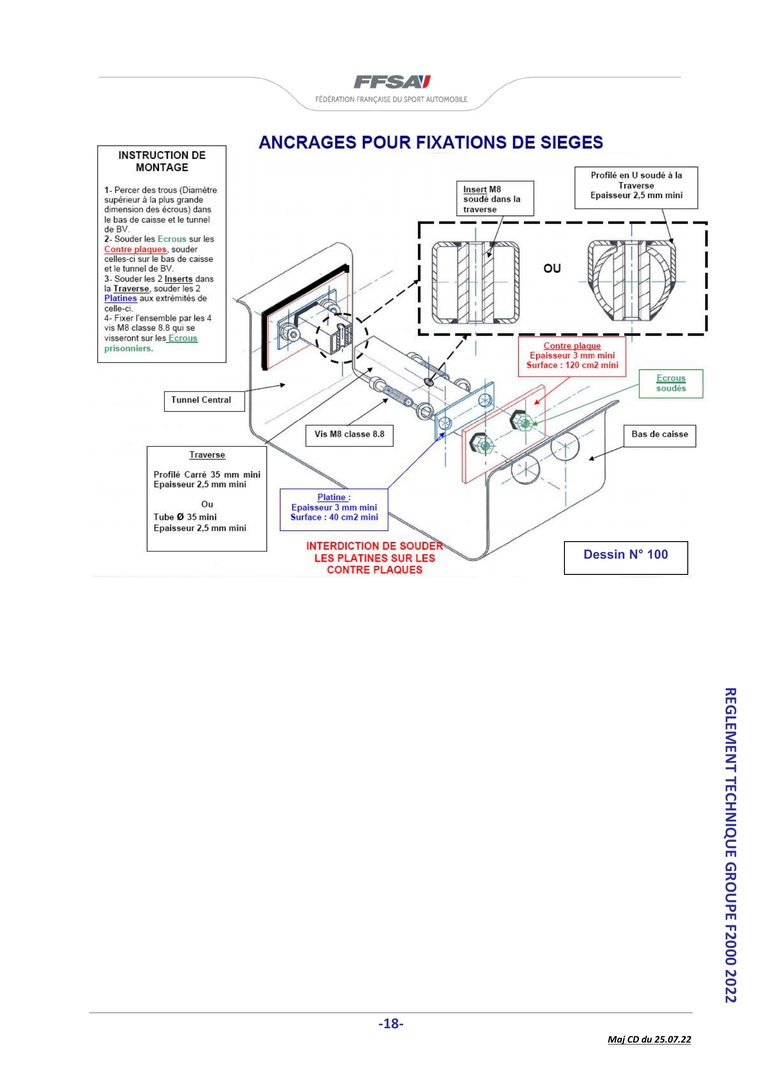 FFSA
FÉDÉRATION FRANÇAISE DU SPORT AUTOMOBILE
ANCRAGES POUR FIXATIONS DE SIEGES
INSTRUCTION DE
MONTAGE
1- Percer des trous (Diamètre
supérieur à la plus grande
dimension des écrous) dans
le bas de caisse et le tunnel
de BV.
2- Souder les Ecrous sur les
Contre plaques, souder
celles-ci sur le bas de caisse
et le tunnel de BV.
3- Souder les 2 Inserts dans
la Traverse, souder les 2
Platines aux extrémités de
celle-ci.
4- Fixer l'ensemble par les 4
vis M8 classe 8.8 qui se
visseront sur les Ecrous
prisonniers.
Insert M8
soudé dans la
traverse
Profilé en U soudé à la
Traverse
Epaisseur 2,5 mm mini
OU
Contre plaque
Epaisseur 3 mm mini
Surface : 120 cm2 mini
Ecrous
soudés
Tunnel Central
Vis M8 classe 8.8
Bas de caisse
Traverse
Profilé Carré 35 mm mini
Epaisseur 2,5 mm mini
Ou
Tube Ø 35 mini
Epaisseur 2,5 mm mini
Platine :
Epaisseur 3 mm mini
Surface : 40 cm2 mini
INTERDICTION DE SOUDER
LES PLATINES SUR LES
CONTRE PLAQUES
Dessin N° 100
REGLEMENT TECHNIQUE GROUPE F2000 2022
-18-
Maj CD du 25.07.22